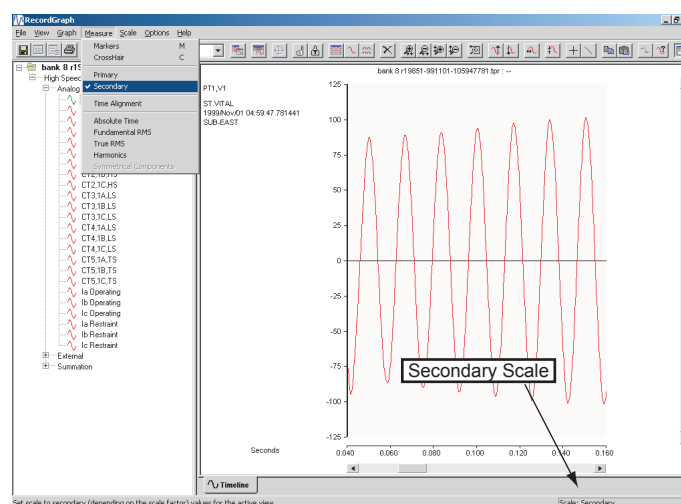 RecordGraph
File View Graph Measure Scale Options Help
Markers M
CrossHair C
Primary
Secondary
Time Alignment
Absolute Time
Fundamental RMS
True RMS
Harmonics
Symmetrical Components
bank 8 r15
High Speed
Analog
CT2,1B,HS
CT2,1C,HS
CT3,1A,LS
CT3,1B,LS
CT3,1C,LS
CT4,1A,LS
CT4,1B,LS
CT4,1C,LS
CT5,1A,TS
CT5,1B,TS
CT5,1C,TS
Ia Operating
Ib Operating
Ic Operating
Ia Restraint
Ib Restraint
Ic Restraint
External
Summation
bank 8 r19851-991101-105947781.tpr : --
PT1,V1
ST.VITAL
1999/Nov/01 04:59:47.781441
SUB-EAST
125
100
75
50
25
0
-25
-50
-75
-100
-125
Secondary Scale
Seconds
0.040 0.060 0.080 0.100 0.120 0.140 0.160
Timeline
Set scale to secondary (depending on the scale factor) values for the active view
Scale: Secondary